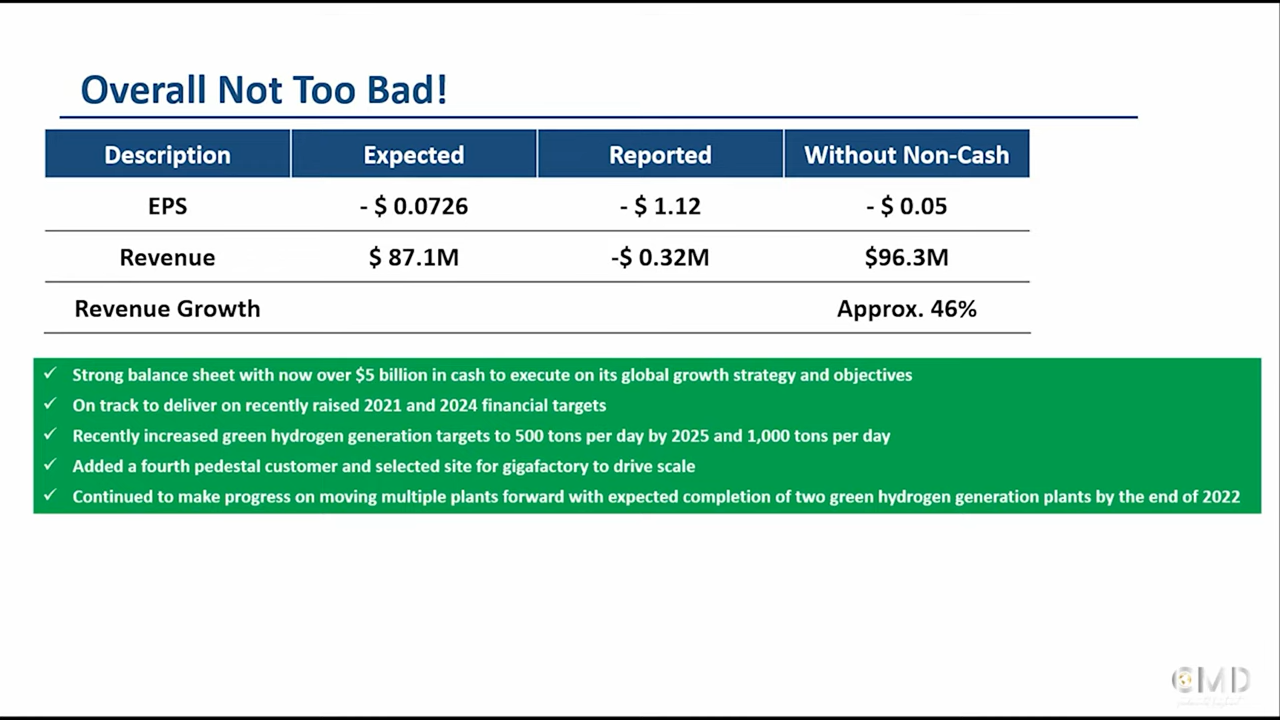 Overall Not Too Bad!
Description Expected Reported Without Non-Cash
EPS - $ 0.0726 - $ 1.12 - $ 0.05
Revenue $ 87.1M -$ 0.32M $96.3M
Revenue Growth Approx. 46%
✓ Strong balance sheet with now over $5 billion in cash to execute on its global growth strategy and objectives
✓ On track to deliver on recently raised 2021 and 2024 financial targets
✓ Recently increased green hydrogen generation targets to 500 tons per day by 2025 and 1,000 tons per day
✓ Added a fourth pedestal customer and selected site for gigafactory to drive scale
✓ Continued to make progress on moving multiple plants forward with expected completion of two green hydrogen generation plants by the end of 2022
CMD